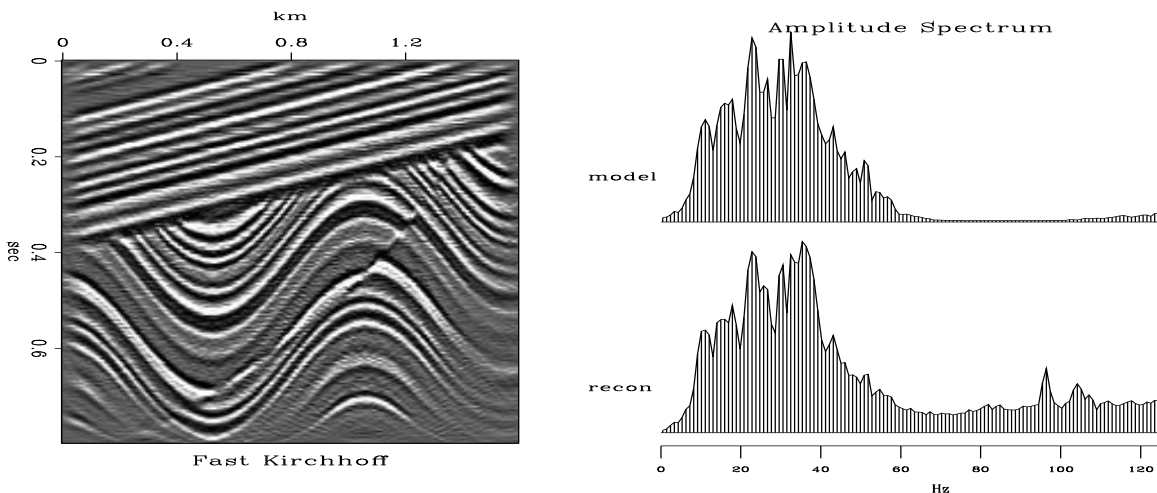 km
0 0.4 0.8 1.2
0
0.2
0.4
0.6
sec
Fast Kirchhoff
Amplitude Spectrum
model
recon
0 20 40 60 80 100 120
Hz